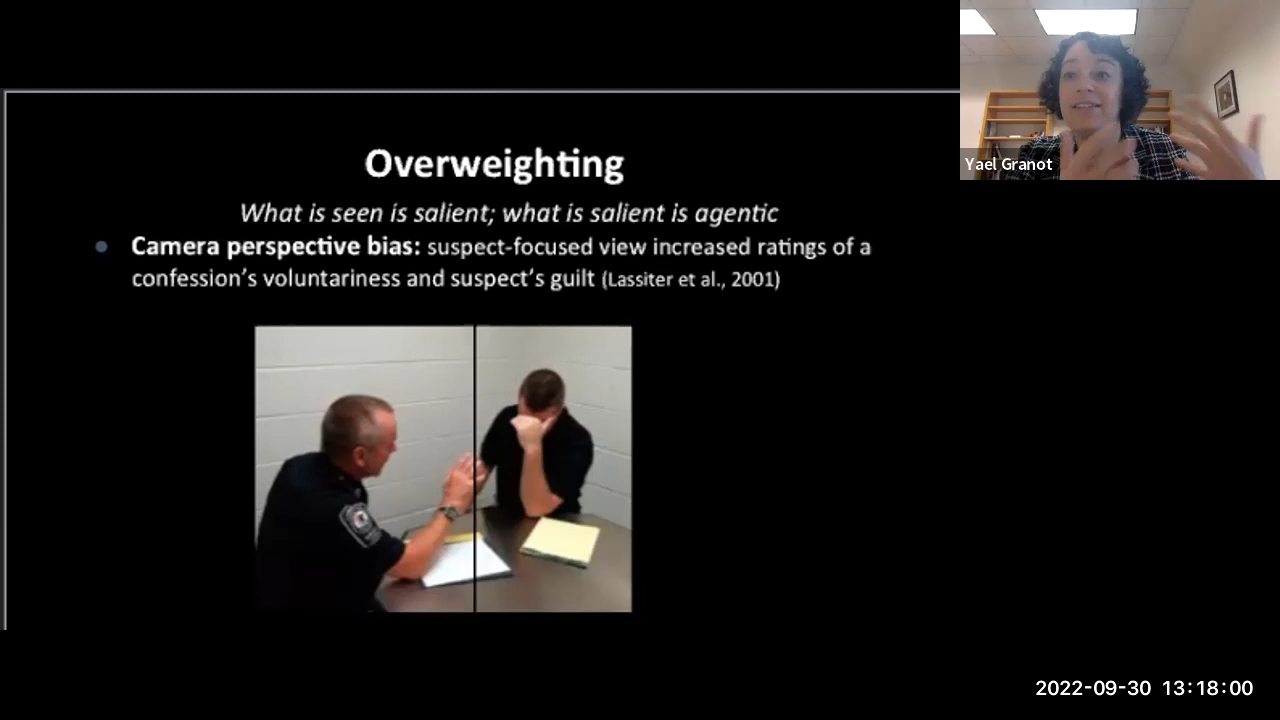 Overweighting
What is seen is salient; what is salient is agentic
Camera perspective bias: suspect-focused view increased ratings of a
confession's voluntariness and suspect's guilt (Lassiter et al., 2001)
Yael Granot
2022-09-30 13:18:00